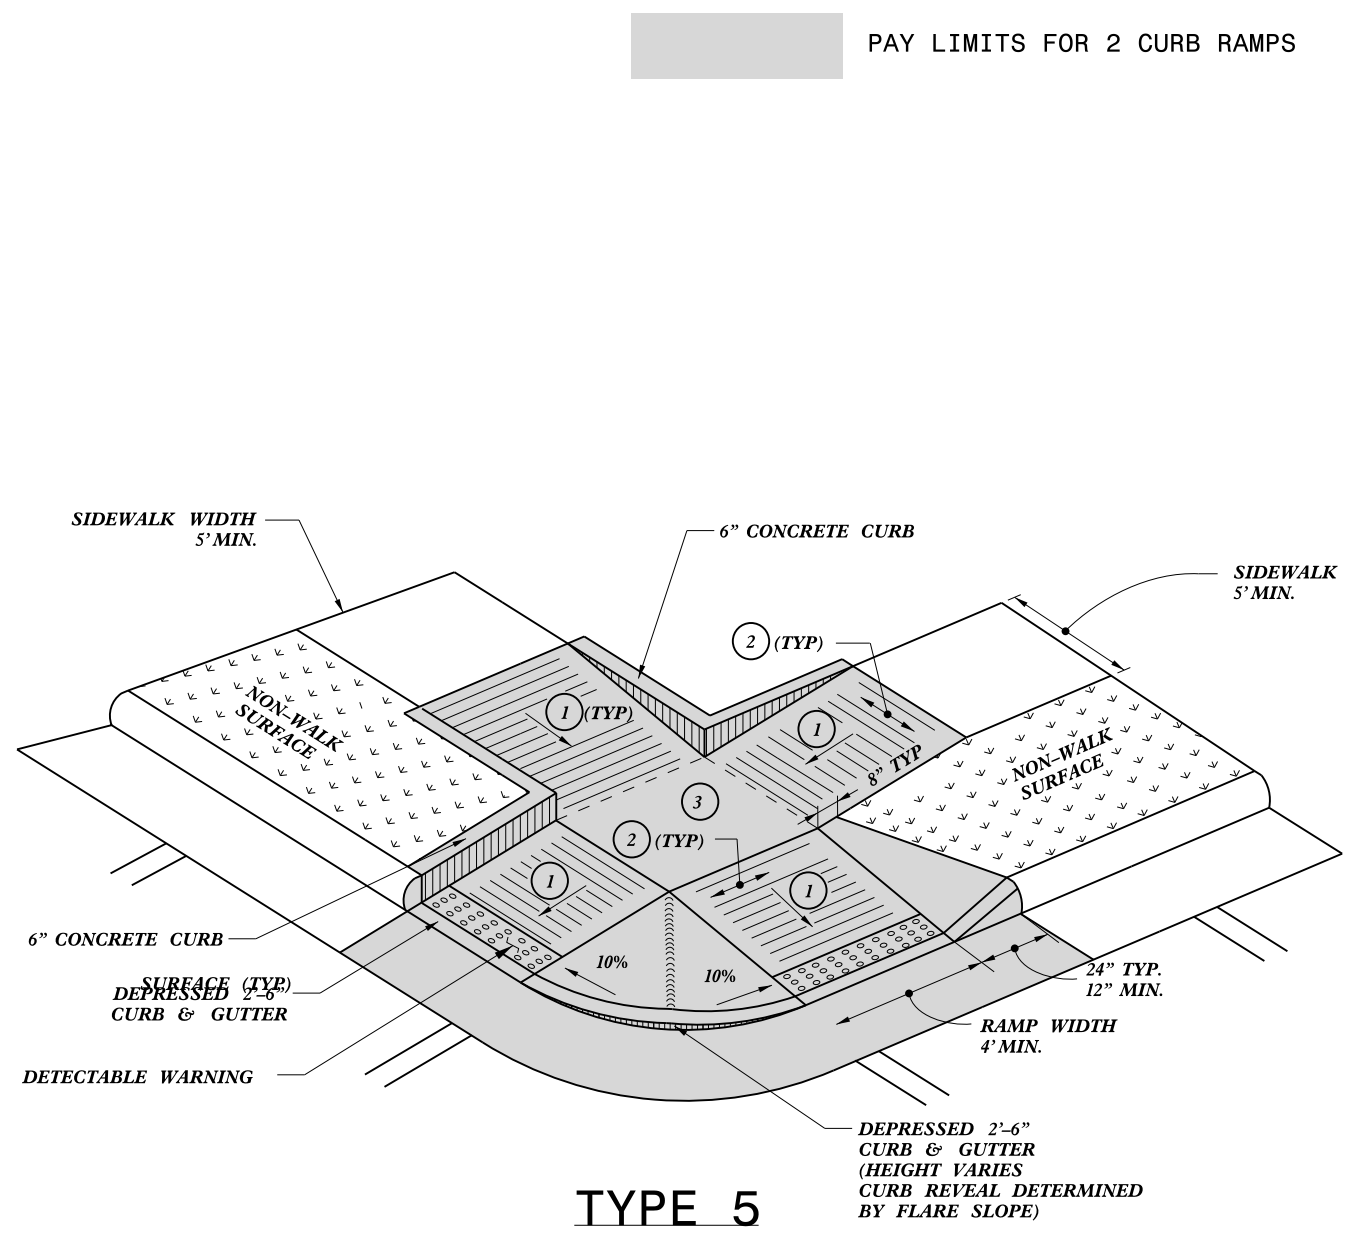 PAY LIMITS FOR 2 CURB RAMPS
SIDEWALK WIDTH
5' MIN.
6" CONCRETE CURB
SIDEWALK
5' MIN.
2 (TYP)
1 (TYP)
1
NON-WALK
SURFACE
NON-WALK
SURFACE
8" TYP
3
2 (TYP)
1
1
6" CONCRETE CURB
10%
10%
SURFACE (TYP)
DEPRESSED 2'-6"
CURB & GUTTER
24" TYP.
12" MIN.
RAMP WIDTH
4' MIN.
DETECTABLE WARNING
DEPRESSED 2'-6"
CURB & GUTTER
(HEIGHT VARIES
CURB REVEAL DETERMINED
BY FLARE SLOPE)
TYPE 5